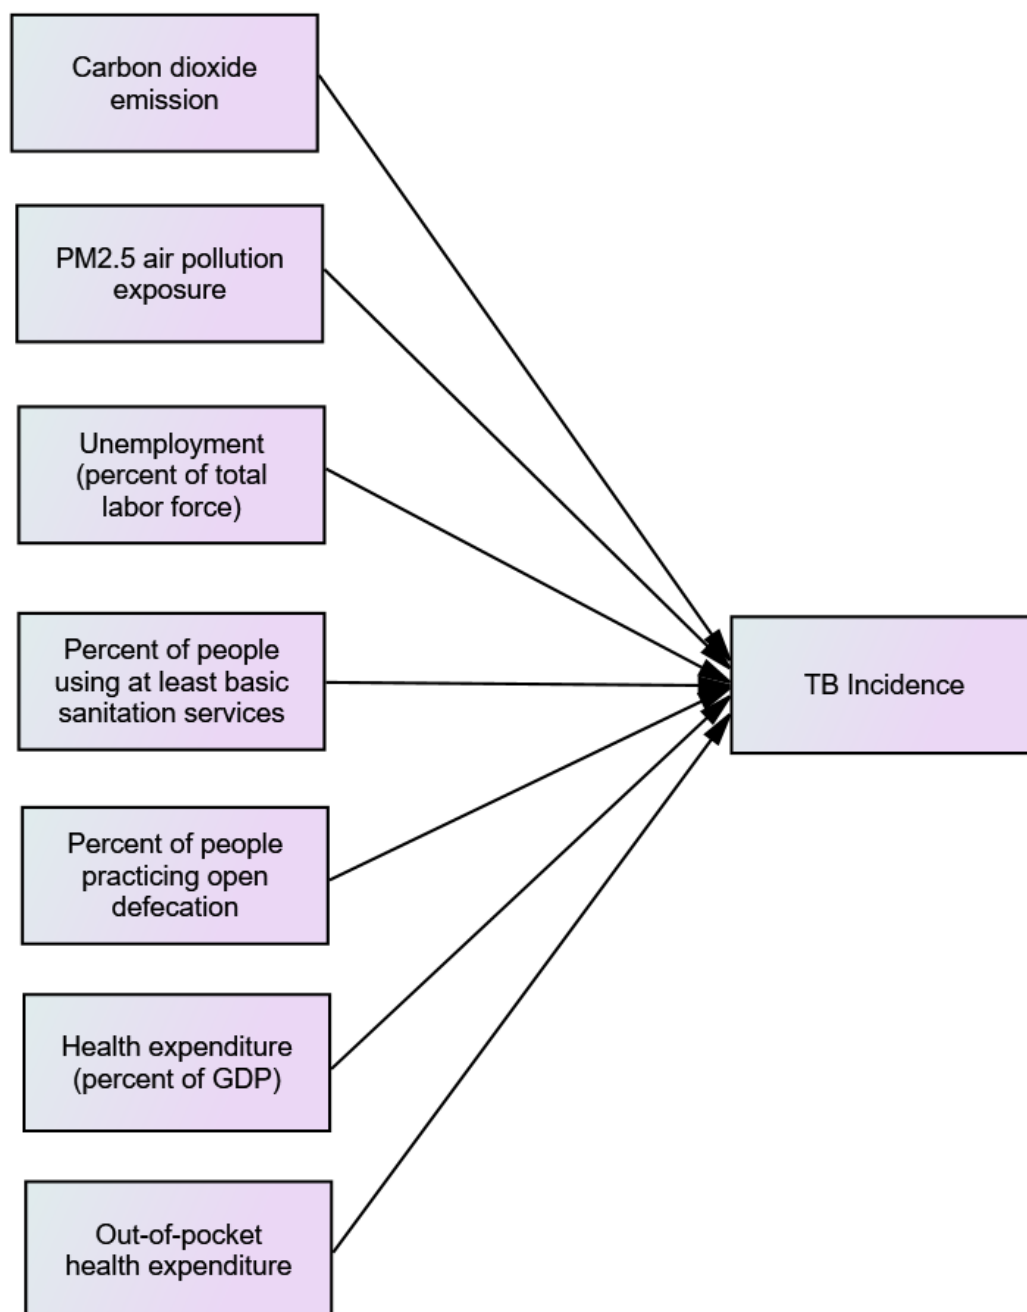 Carbon dioxide
emission
PM2.5 air pollution
exposure
Unemployment
(percent of total
labor force)
Percent of people
using at least basic
sanitation services
TB Incidence
Percent of people
practicing open
defecation
Health expenditure
(percent of GDP)
Out-of-pocket
health expenditure